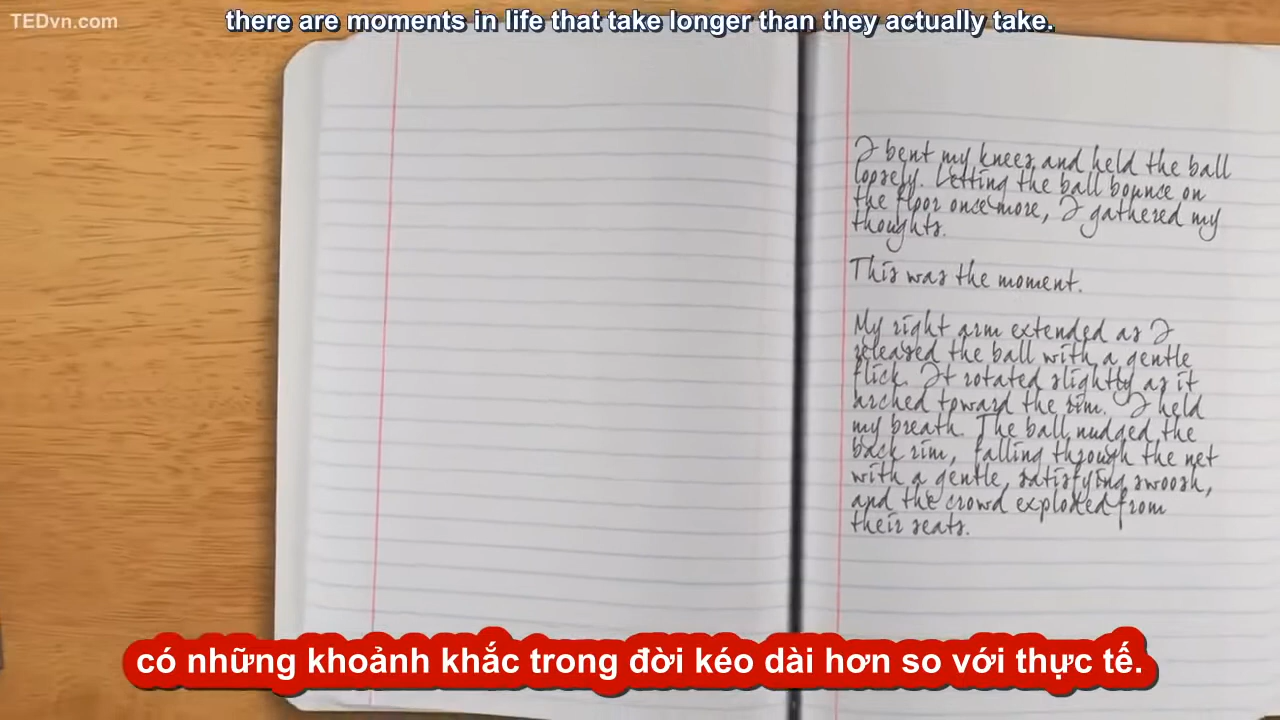 TEDvn.com
there are moments in life that take longer than they actually take.
I bent my knees and held the ball
loosely. Letting the ball bounce on
the floor once more, I gathered my
thoughts.
This was the moment.
My right arm extended as I
released the ball with a gentle
flick. It rotated slightly as it
arched toward the rim. I held
my breath. The ball nudged the
back rim, falling through the net
with a gentle, satisfying swoosh,
and the crowd exploded from
their seats.
có những khoảnh khắc trong đời kéo dài hơn so với thực tế.